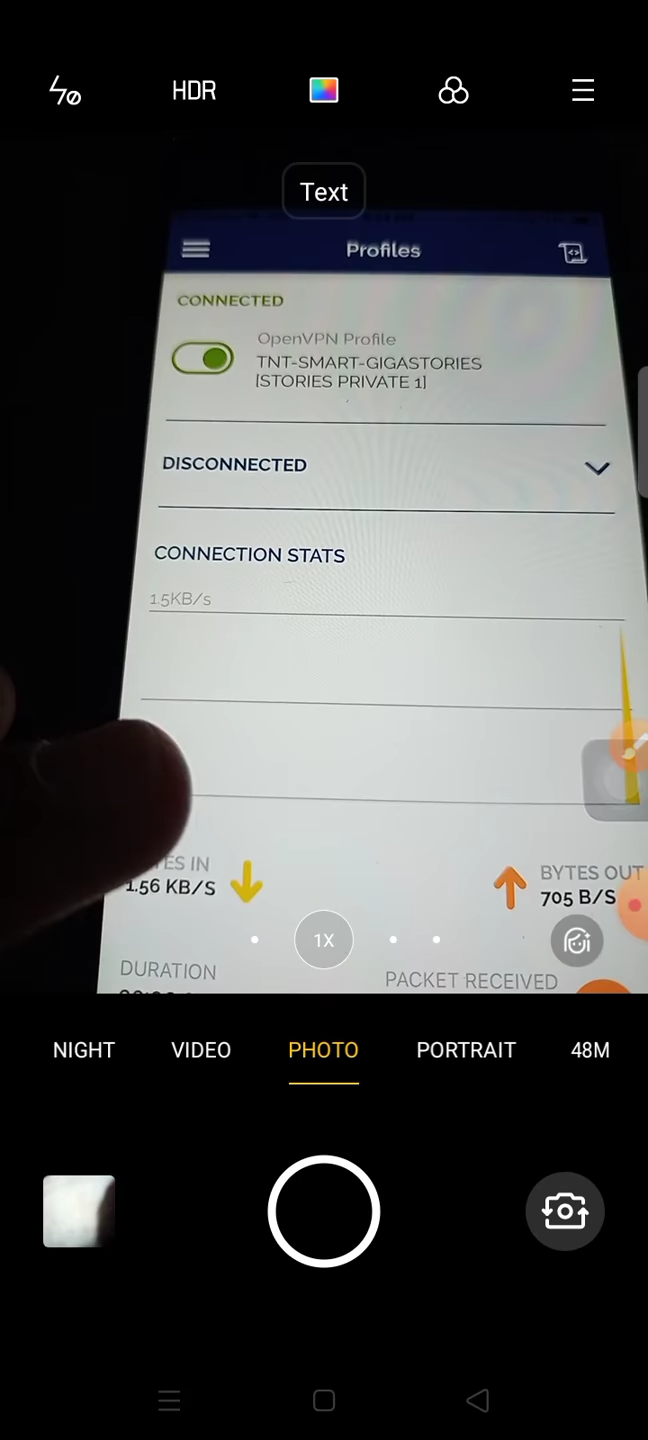 HDR
Text
Profiles
CONNECTED
OpenVPN Profile
TNT-SMART-GIGASTORIES
[STORIES PRIVATE 1]
DISCONNECTED
CONNECTION STATS
1.5KB/s
BYTES OUT
1.56 KB/S
705 B/S
1X
DURATION
PACKET RECEIVED
NIGHT
VIDEO
PHOTO
PORTRAIT
48M